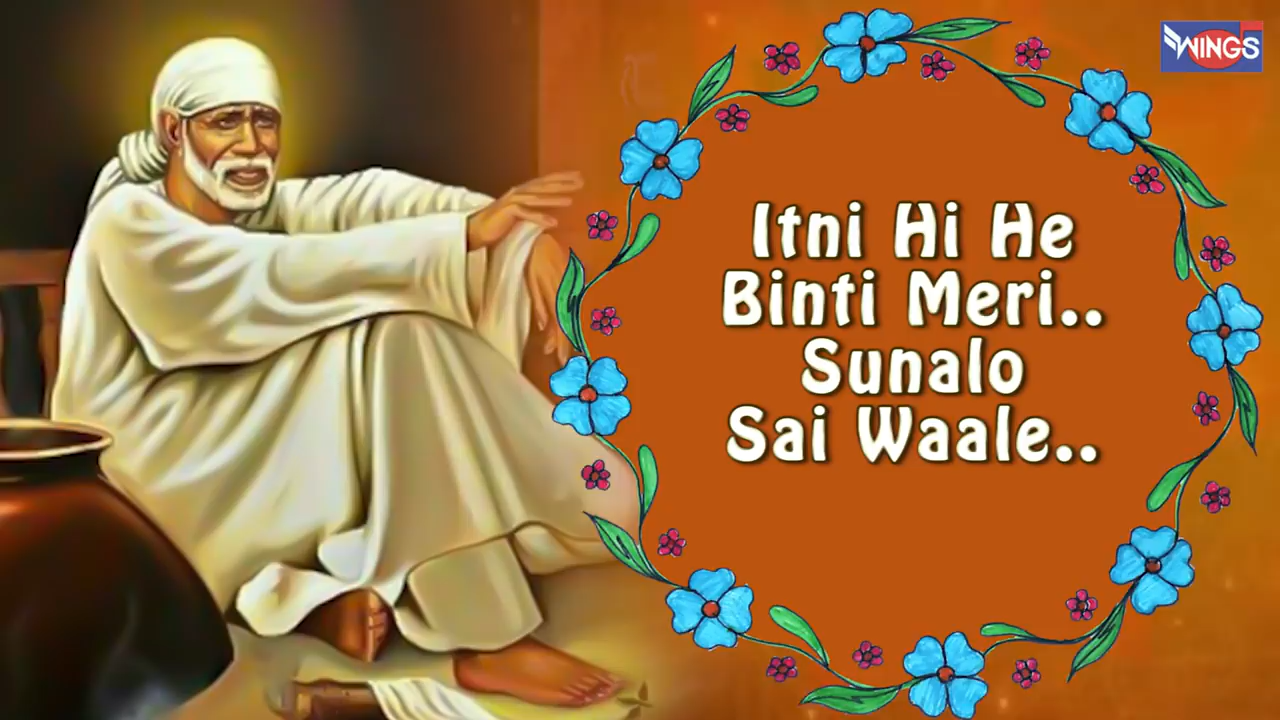 WINGS
Itni Hi He
Binti Meri..
Sunalo
Sai Waale..